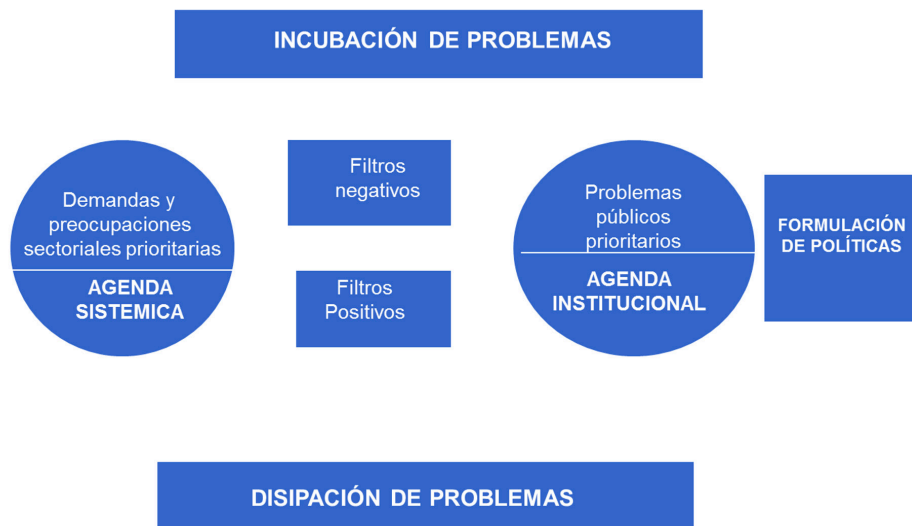 INCUBACIÓN DE PROBLEMAS
Demandas y
preocupaciones
sectoriales prioritarias
AGENDA
SISTEMICA
Filtros
negativos
Filtros
Positivos
Problemas
públicos
prioritarios
AGENDA
INSTITUCIONAL
FORMULACIÓN
DE POLÍTICAS
DISIPACIÓN DE PROBLEMAS